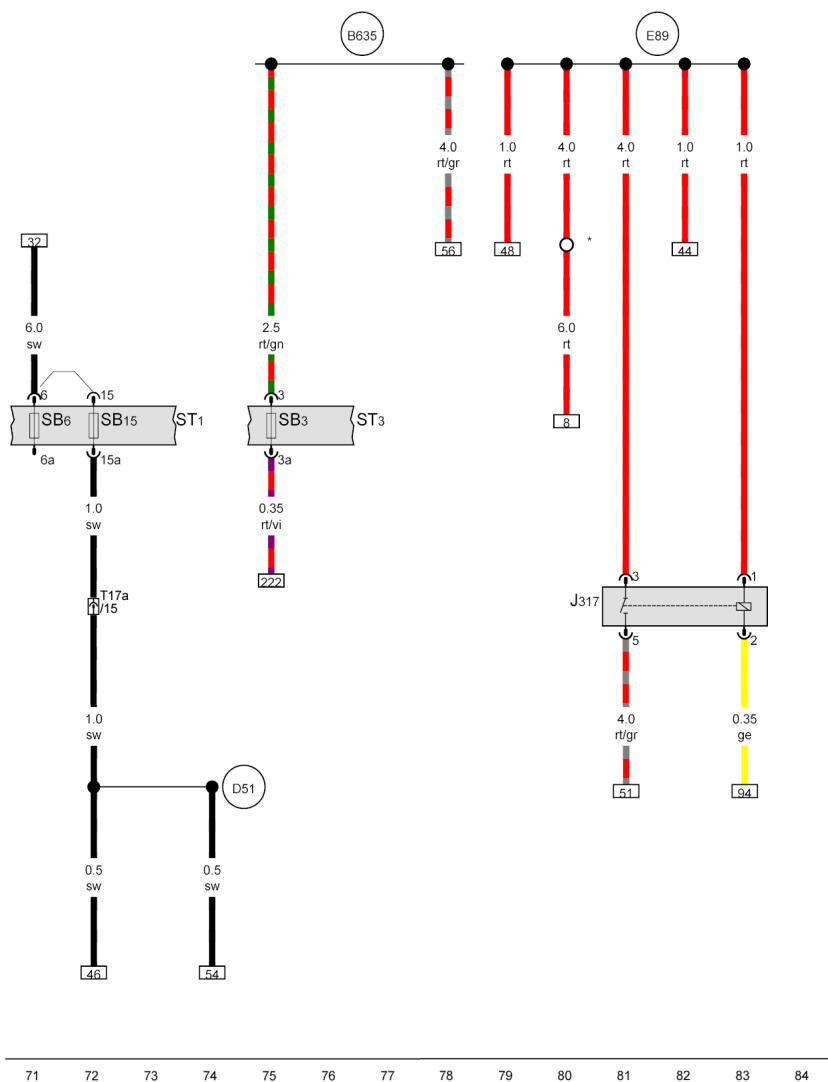 B635
E89
4.0
rt/gr
1.0
rt
4.0
rt
4.0
rt
1.0
rt
1.0
rt
32
56
48
*
44
6.0
sw
2.5
rt/gn
6.0
rt
6
15
3
SB6
SB15
ST1
SB3
ST3
8
6a
15a
3a
1.0
sw
0.35
rt/vi
222
3
1
T17a
/15
J317
5
2
1.0
sw
4.0
rt/gr
0.35
ge
D51
51
94
0.5
sw
0.5
sw
46
54
71 72 73 74 75 76 77 78 79 80 81 82 83 84